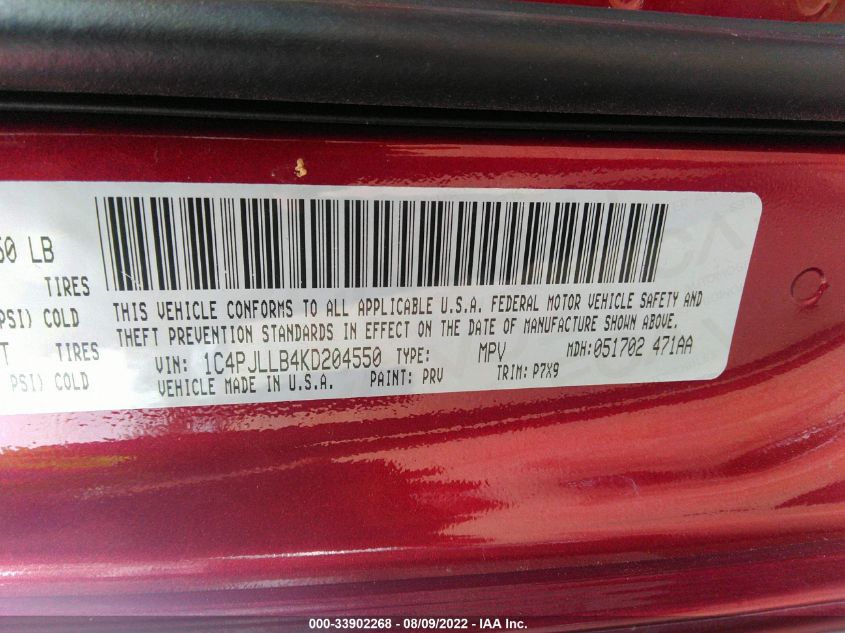 60 LB
TIRES
PSI) COLD
T TIRES
PSI) COLD
THIS VEHICLE CONFORMS TO ALL APPLICABLE U.S.A. FEDERAL MOTOR VEHICLE SAFETY AND
THEFT PREVENTION STANDARDS IN EFFECT ON THE DATE OF MANUFACTURE SHOWN ABOVE.
VIN: 1C4PJLLB4KD204550 TYPE: MPV MDH:051702 471AA
VEHICLE MADE IN U.S.A. PAINT: PRV TRIM: P7X9
000-33902268 - 08/09/2022 - IAA Inc.